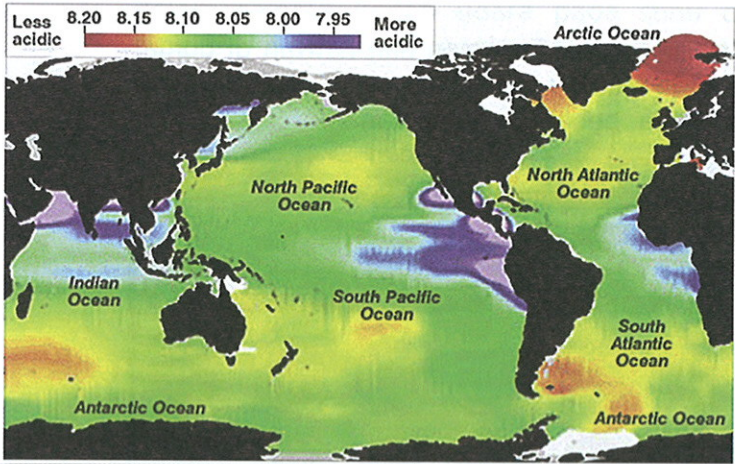 Less
acidic
8.20 8.15 8.10 8.05 8.00 7.95
More
acidic
Arctic Ocean
North Pacific
Ocean
North Atlantic
Ocean
Indian
Ocean
South Pacific
Ocean
South
Atlantic
Ocean
Antarctic Ocean
Antarctic Ocean